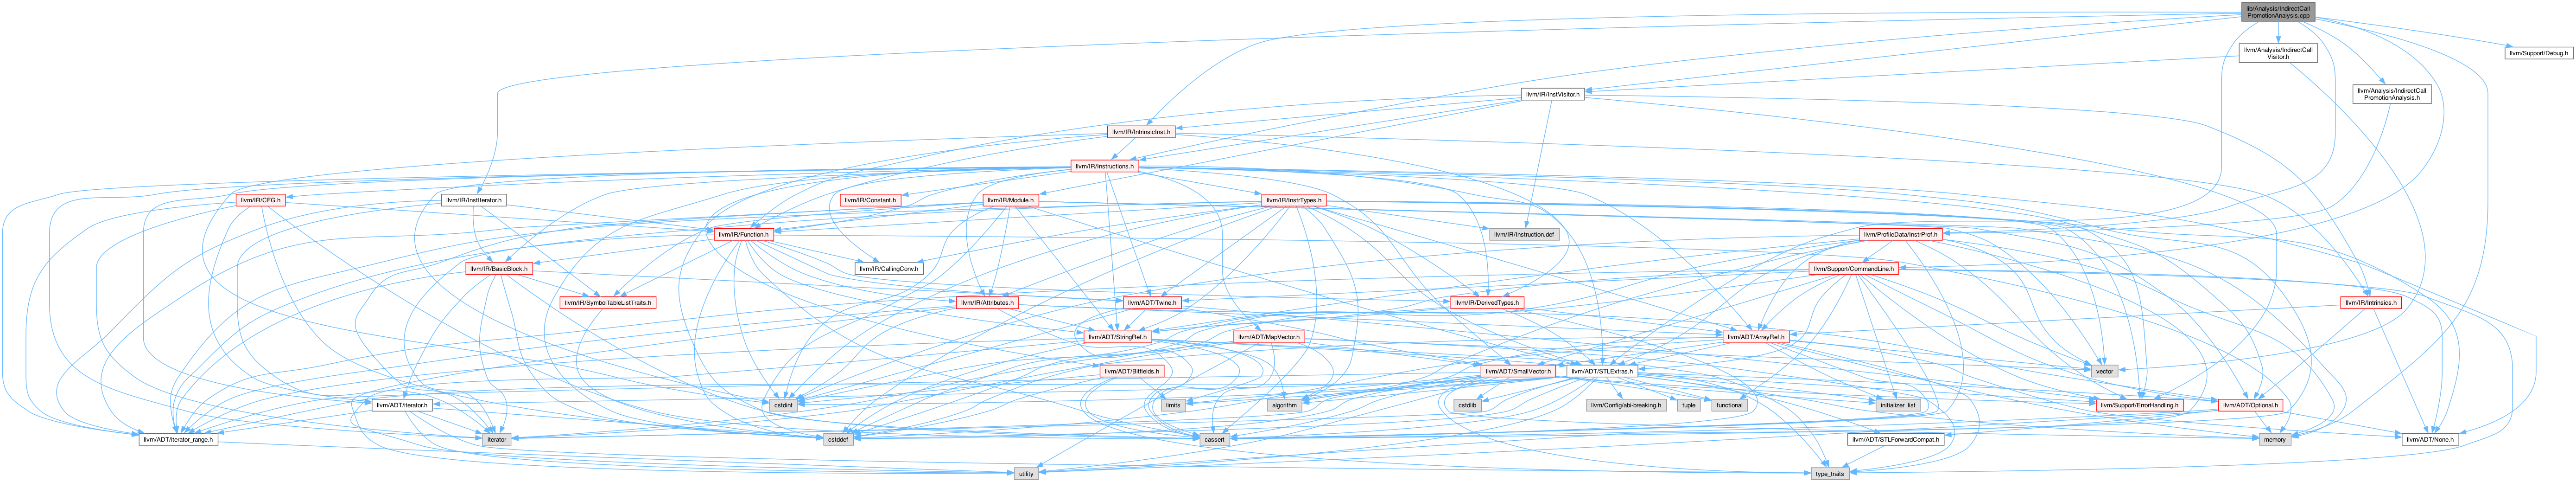 lib/Analysis/IndirectCall
PromotionAnalysis.cpp
llvm/Analysis/IndirectCall
Visitor.h
llvm/Support/Debug.h
llvm/IR/InstVisitor.h
llvm/Analysis/IndirectCall
PromotionAnalysis.h
llvm/IR/IntrinsicInst.h
llvm/IR/Instructions.h
llvm/IR/CFG.h
llvm/IR/InstIterator.h
llvm/IR/Constant.h
llvm/IR/Module.h
llvm/IR/InstrTypes.h
llvm/IR/Function.h
llvm/IR/Instruction.def
llvm/ProfileData/InstrProf.h
llvm/IR/BasicBlock.h
llvm/IR/CallingConv.h
llvm/Support/CommandLine.h
llvm/IR/SymbolTableListTraits.h
llvm/IR/Attributes.h
llvm/ADT/Twine.h
llvm/IR/DerivedTypes.h
llvm/IR/Intrinsics.h
llvm/ADT/StringRef.h
llvm/ADT/MapVector.h
llvm/ADT/ArrayRef.h
llvm/ADT/Bitfields.h
llvm/ADT/SmallVector.h
llvm/ADT/STLExtras.h
vector
llvm/ADT/iterator.h
cstdint
limits
algorithm
cstdlib
llvm/Config/abi-breaking.h
tuple
functional
initializer_list
llvm/Support/ErrorHandling.h
llvm/ADT/Optional.h
llvm/ADT/iterator_range.h
iterator
cstddef
cassert
llvm/ADT/STLForwardCompat.h
memory
llvm/ADT/None.h
utility
type_traits